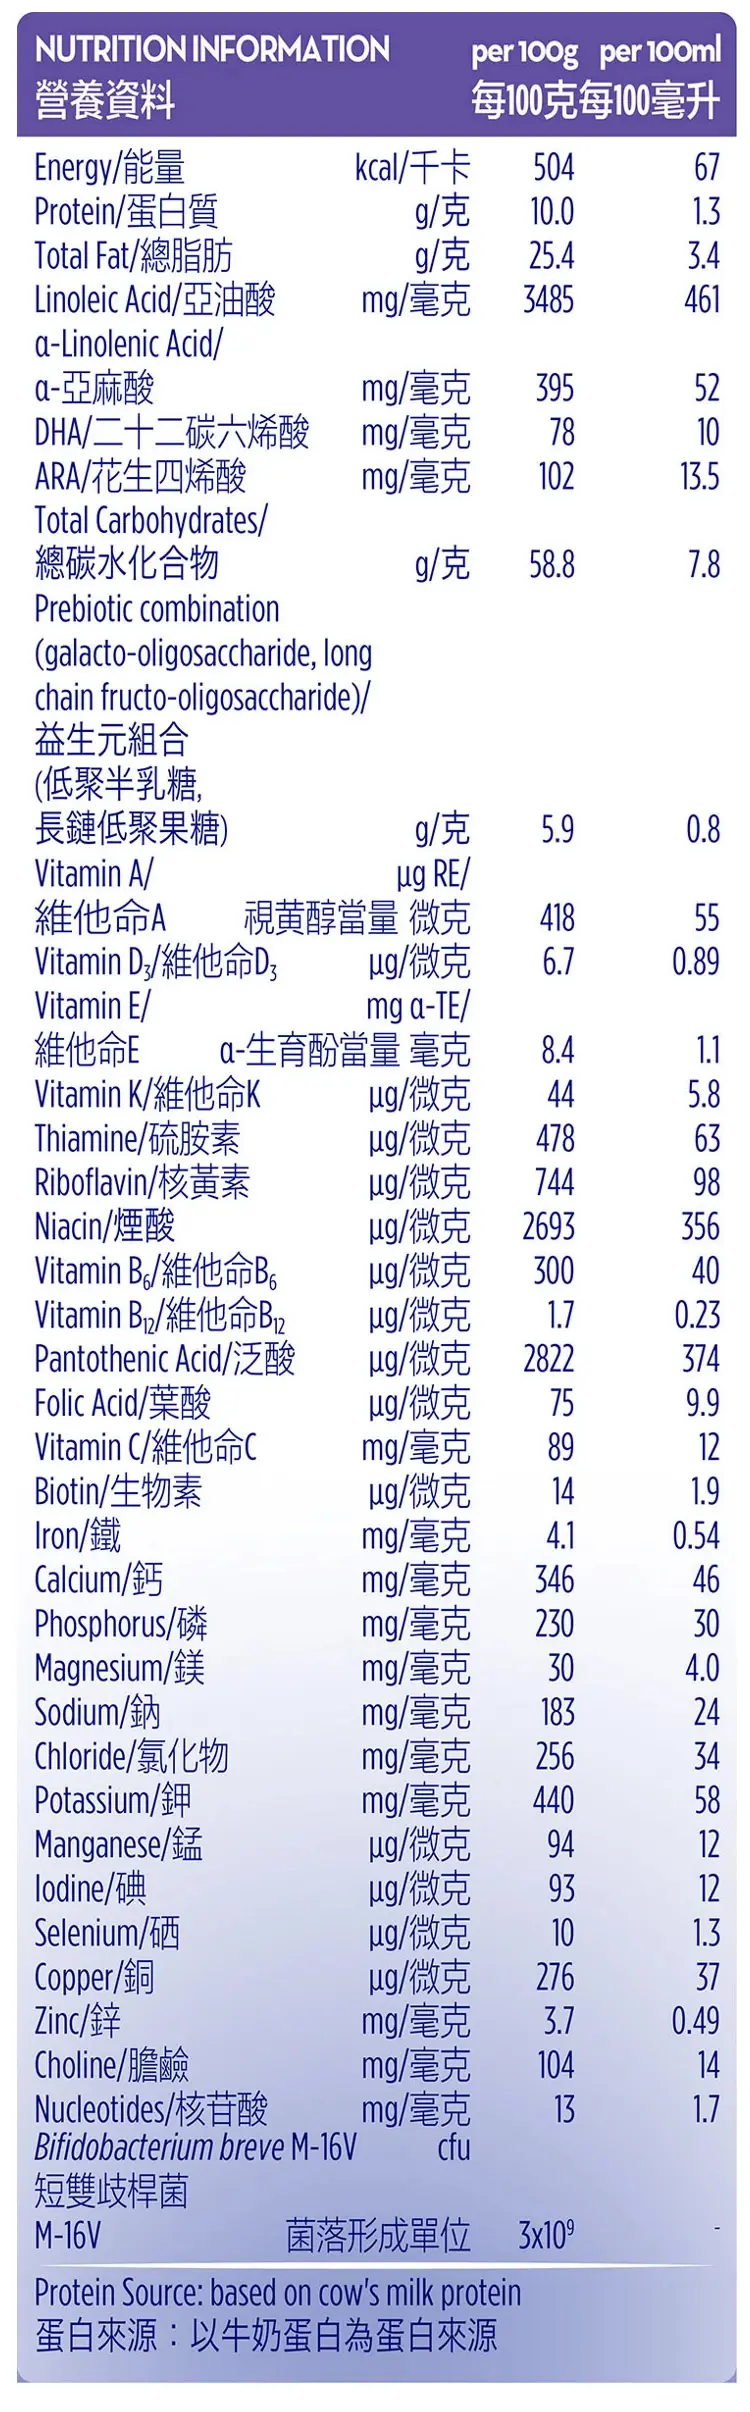 NUTRITION INFORMATION per 100g per 100ml
營養資料 每100克 每100毫升
Energy/能量 kcal/千卡 504 67
Protein/蛋白質 g/克 10.0 1.3
Total Fat/總脂肪 g/克 25.4 3.4
Linoleic Acid/亞油酸 mg/毫克 3485 461
α-Linolenic Acid/
α-亞麻酸 mg/毫克 395 52
DHA/二十二碳六烯酸 mg/毫克 78 10
ARA/花生四烯酸 mg/毫克 102 13.5
Total Carbohydrates/
總碳水化合物 g/克 58.8 7.8
Prebiotic combination
(galacto-oligosaccharide, long
chain fructo-oligosaccharide)/
益生元組合
(低聚半乳糖,
長鏈低聚果糖) g/克 5.9 0.8
Vitamin A/ µg RE/
維他命A 視黄醇當量 微克 418 55
Vitamin D₃/維他命D₃ µg/微克 6.7 0.89
Vitamin E/ mg α-TE/
維他命E α-生育酚當量 毫克 8.4 1.1
Vitamin K/維他命K µg/微克 44 5.8
Thiamine/硫胺素 µg/微克 478 63
Riboflavin/核黃素 µg/微克 744 98
Niacin/煙酸 µg/微克 2693 356
Vitamin B₆/維他命B₆ µg/微克 300 40
Vitamin B₁₂/維他命B₁₂ µg/微克 1.7 0.23
Pantothenic Acid/泛酸 µg/微克 2822 374
Folic Acid/葉酸 µg/微克 75 9.9
Vitamin C/維他命C mg/毫克 89 12
Biotin/生物素 µg/微克 14 1.9
Iron/鐵 mg/毫克 4.1 0.54
Calcium/鈣 mg/毫克 346 46
Phosphorus/磷 mg/毫克 230 30
Magnesium/鎂 mg/毫克 30 4.0
Sodium/鈉 mg/毫克 183 24
Chloride/氯化物 mg/毫克 256 34
Potassium/鉀 mg/毫克 440 58
Manganese/錳 µg/微克 94 12
Iodine/碘 µg/微克 93 12
Selenium/硒 µg/微克 10 1.3
Copper/銅 µg/微克 276 37
Zinc/鋅 mg/毫克 3.7 0.49
Choline/膽鹼 mg/毫克 104 14
Nucleotides/核苷酸 mg/毫克 13 1.7
Bifidobacterium breve M-16V cfu
短雙歧桿菌
M-16V 菌落形成單位 3x10⁹ -
Protein Source: based on cow's milk protein
蛋白來源：以牛奶蛋白為蛋白來源